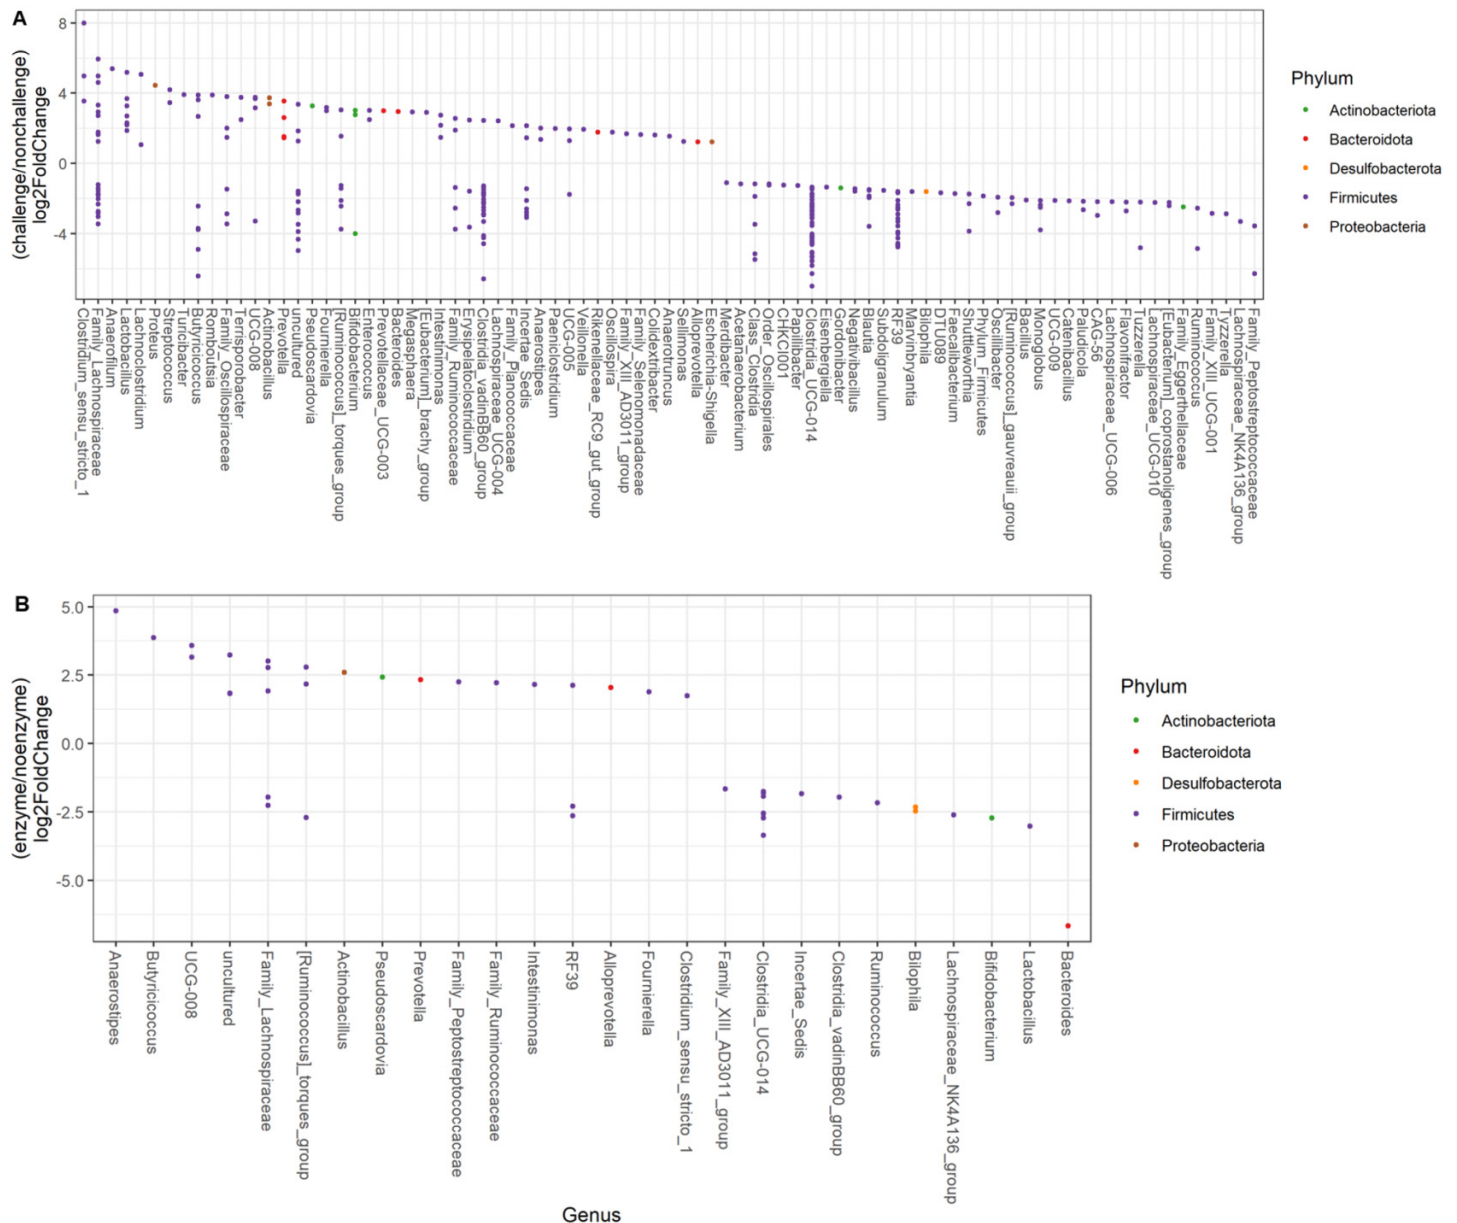 A
8
4
0
-4
(challenge/nonchallenge)
log2FoldChange
Clostridium_sensu_stricto_1
Family_Lachnospiraceae
Anaerofilum
Lactobacillus
Lachnoclostridium
Proteus
Streptococcus
Turicibacter
Butyricicoccus
Romboutsia
Family_Oscillospiraceae
Terrisporobacter
UCG-008
Actinobacillus
Prevotella
uncultured
Pseudoscardovia
Fournierella
[Ruminococcus]_torques_group
Bifidobacterium
Enterococcus
Prevotellaceae_UCG-003
Bacteroides
Megasphaera
[Eubacterium]_brachy_group
Intestinimonas
Family_Ruminococcaceae
Erysipelatoclostridium
Clostridia_vadinBB60_group
Lachnospiraceae_UCG-004
Family_Planococcaceae
Incertae_Sedis
Anaerostipes
Paeniclostridium
UCG-005
Veillonella
Rikenellaceae_RC9_gut_group
Oscillospira
Family_XIII_AD3011_group
Family_Selenomonadaceae
Colidextribacter
Anaerotruncus
Sellimonas
Alloprevotella
Escherichia-Shigella
Merdibacter
Acetanaerobacterium
Class_Clostridia
Order_Oscillospirales
CHKCI001
Papillibacter
Clostridia_UCG-014
Eisenbergiella
Gordonibacter
Negativibacillus
Blautia
Subdoligranulum
RF39
Marvinbryantia
Bilophila
DTU089
Faecalibacterium
Shuttleworthia
Phylum_Firmicutes
Oscillibacter
[Ruminococcus]_gauvreauii_group
Bacillus
Monoglobus
UCG-009
Catenibacillus
Paludicola
CAG-56
Lachnospiraceae_UCG-006
Flavonifractor
Tuzzerella
Lachnospiraceae_UCG-010
[Eubacterium]_coprostanoligenes_group
Family_Eggerthellaceae
Ruminococcus
Family_XIII_UCG-001
Tyzzerella
Lachnospiraceae_NK4A136_group
Family_Peptostreptococcaceae
Phylum
Actinobacteriota
Bacteroidota
Desulfobacterota
Firmicutes
Proteobacteria
B
5.0
2.5
0.0
-2.5
-5.0
(enzyme/noenzyme)
log2FoldChange
Anaerostipes
Butyricicoccus
UCG-008
uncultured
Family_Lachnospiraceae
[Ruminococcus]_torques_group
Actinobacillus
Pseudoscardovia
Prevotella
Family_Peptostreptococcaceae
Family_Ruminococcaceae
Intestinimonas
RF39
Alloprevotella
Fournierella
Clostridium_sensu_stricto_1
Family_XIII_AD3011_group
Clostridia_UCG-014
Incertae_Sedis
Clostridia_vadinBB60_group
Ruminococcus
Bilophila
Lachnospiraceae_NK4A136_group
Bifidobacterium
Lactobacillus
Bacteroides
Genus
Phylum
Actinobacteriota
Bacteroidota
Desulfobacterota
Firmicutes
Proteobacteria